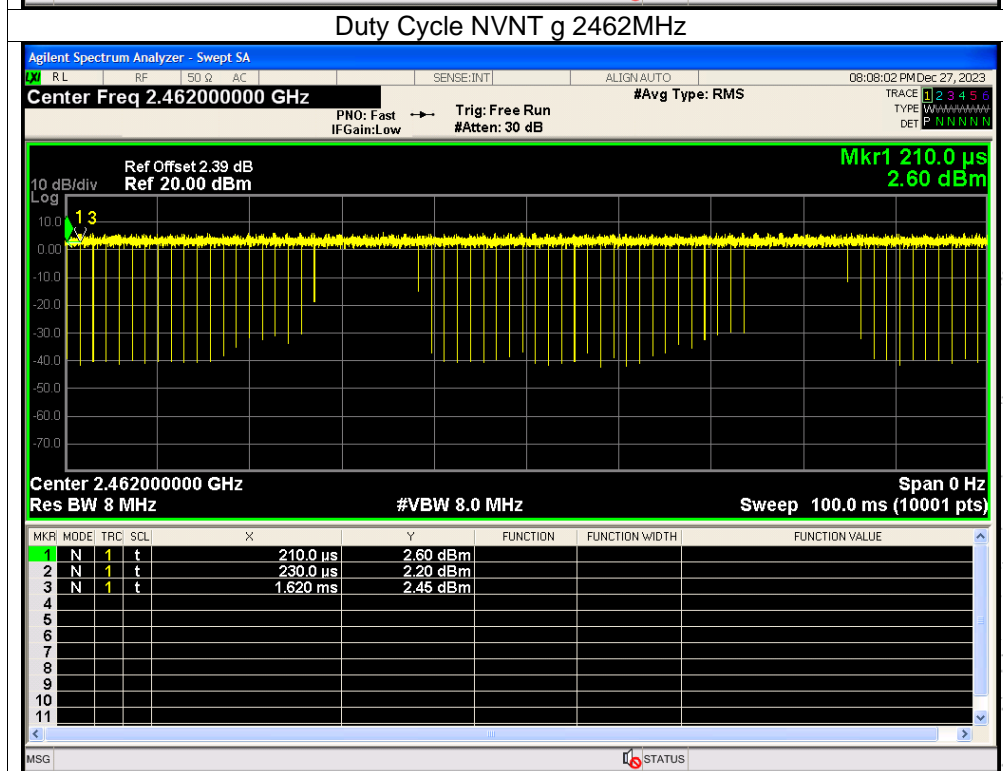 Duty Cycle NVNT g 2462MHz
Agilent Spectrum Analyzer - Swept SA
LXI RL RF 50 Ω AC SENSE:INT ALIGN AUTO 08:08:02 PM Dec 27, 2023
Center Freq 2.462000000 GHz #Avg Type: RMS TRACE 1 2 3 4 5 6
PNO: Fast Trig: Free Run TYPE WWWWWW
IFGain:Low #Atten: 30 dB DET P N N N N N
Mkr1 210.0 µs
Ref Offset 2.39 dB
10 dB/div Ref 20.00 dBm 2.60 dBm
Log
10.0
1 3
0.00
-10.0
-20.0
-30.0
-40.0
-50.0
-60.0
-70.0
Center 2.462000000 GHz Span 0 Hz
Res BW 8 MHz #VBW 8.0 MHz Sweep 100.0 ms (10001 pts)
MKR MODE TRC SCL X Y FUNCTION FUNCTION WIDTH FUNCTION VALUE
1 N 1 t 210.0 µs 2.60 dBm
2 N 1 t 230.0 µs 2.20 dBm
3 N 1 t 1.620 ms 2.45 dBm
4
5
6
7
8
9
10
11
MSG STATUS